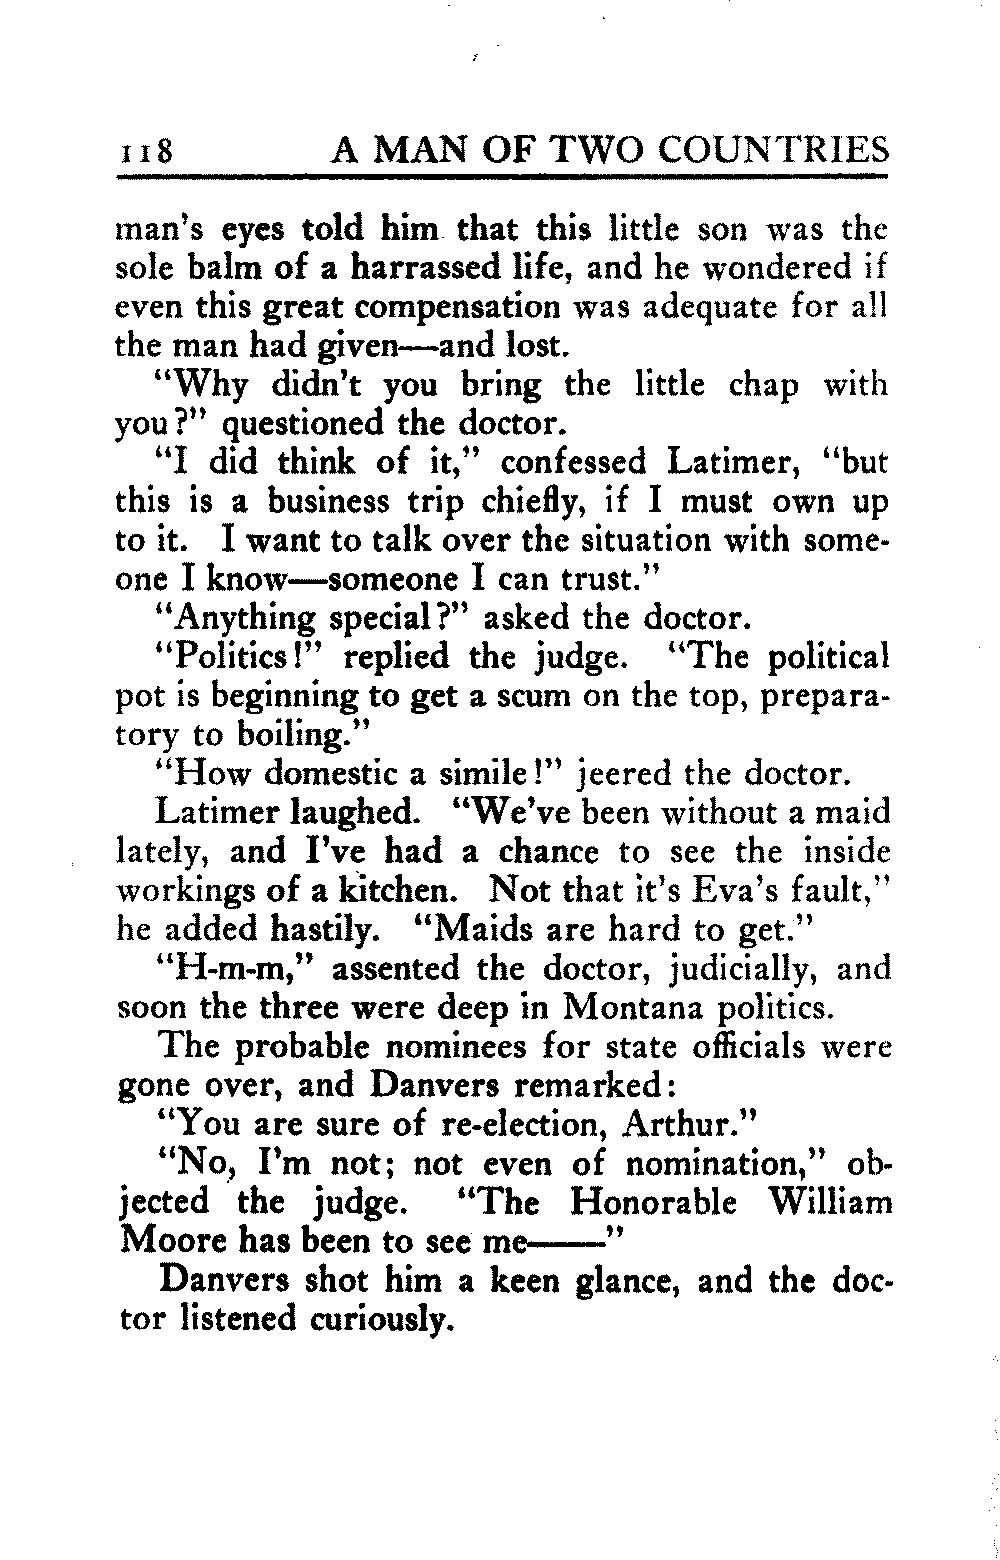 118 A MAN OF TWO COUNTRIES
man's eyes told him that this little son was the
sole balm of a harrassed life, and he wondered if
even this great compensation was adequate for all
the man had given—and lost.
"Why didn't you bring the little chap with
you?" questioned the doctor.
"I did think of it," confessed Latimer, "but
this is a business trip chiefly, if I must own up
to it. I want to talk over the situation with some-
one I know—someone I can trust."
"Anything special?" asked the doctor.
"Politics!" replied the judge. "The political
pot is beginning to get a scum on the top, prepara-
tory to boiling."
"How domestic a simile!" jeered the doctor.
Latimer laughed. "We've been without a maid
lately, and I've had a chance to see the inside
workings of a kitchen. Not that it's Eva's fault,"
he added hastily. "Maids are hard to get."
"H-m-m," assented the doctor, judicially, and
soon the three were deep in Montana politics.
The probable nominees for state officials were
gone over, and Danvers remarked:
"You are sure of re-election, Arthur."
"No, I'm not; not even of nomination," ob-
jected the judge. "The Honorable William
Moore has been to see me——"
Danvers shot him a keen glance, and the doc-
tor listened curiously.